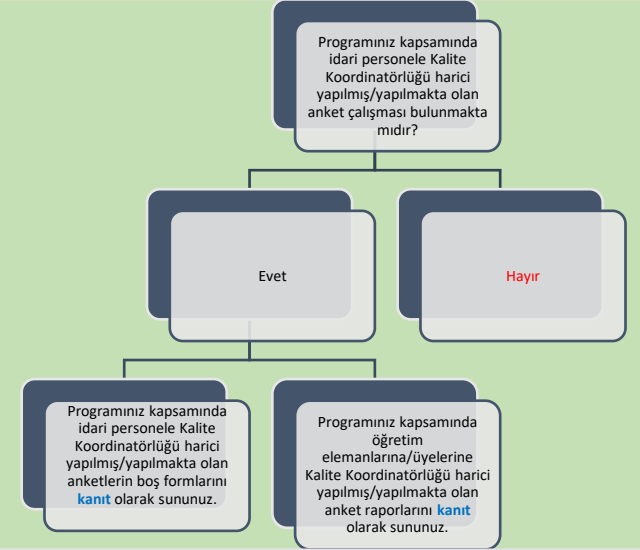 Programınız kapsamında
idari personele Kalite
Koordinatörlüğü harici
yapılmış/yapılmakta olan
anket çalışması bulunmakta
mıdır?
Evet
Hayır
Programınız kapsamında
idari personele Kalite
Koordinatörlüğü harici
yapılmış/yapılmakta olan
anketlerin boş formlarını
kanıt olarak sununuz.
Programınız kapsamında
öğretim
elemanlarına/üyelerine
Kalite Koordinatörlüğü harici
yapılmış/yapılmakta olan
anket raporlarını kanıt
olarak sununuz.